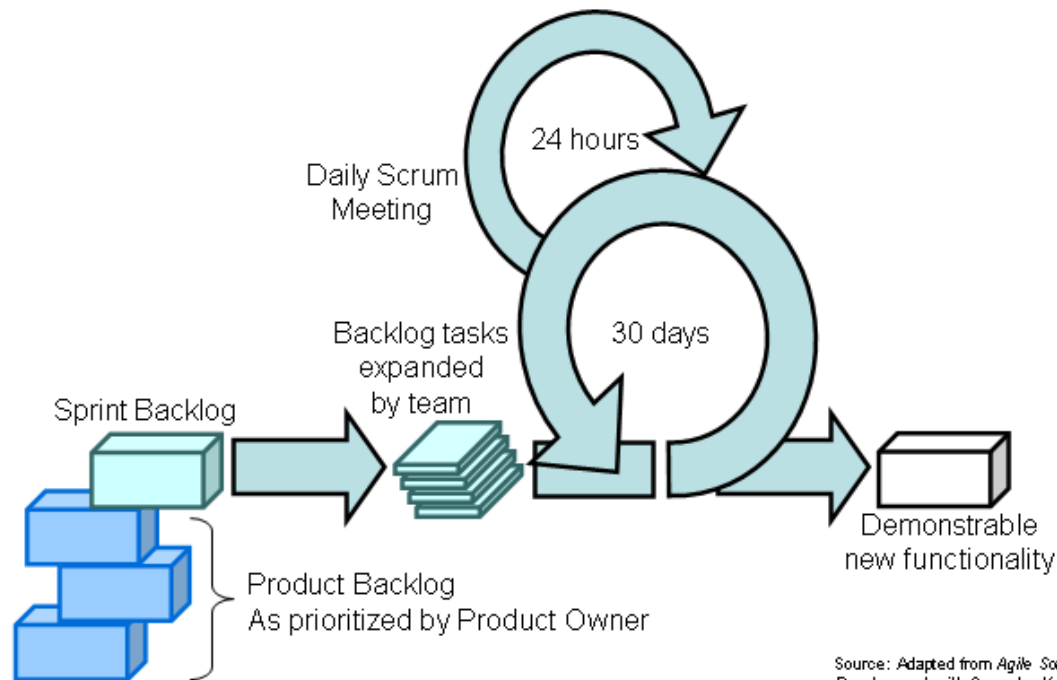 24 hours
Daily Scrum
Meeting
Backlog tasks
expanded
by team
30 days
Sprint Backlog
Demonstrable
new functionality
Product Backlog
As prioritized by Product Owner
Source: Adapted from Agile